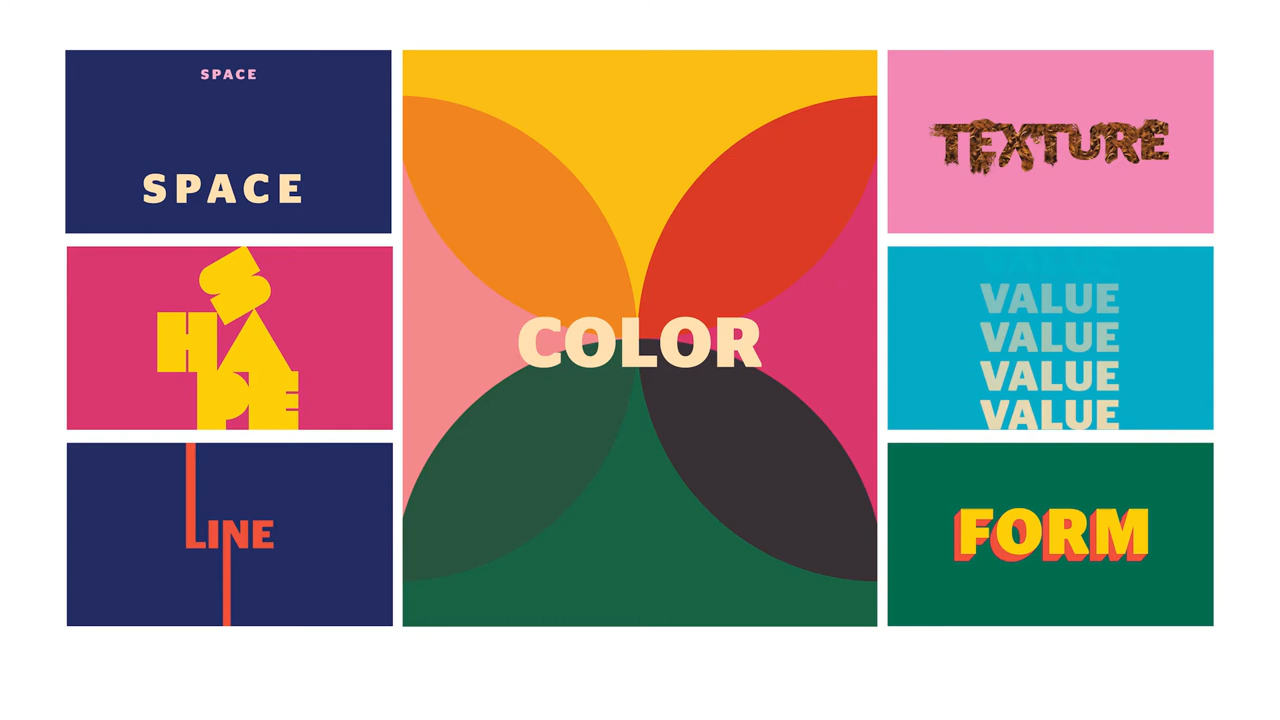 SPACE
SPACE
SHAPE
LINE
COLOR
TEXTURE
VALUE
VALUE
VALUE
VALUE
FORM